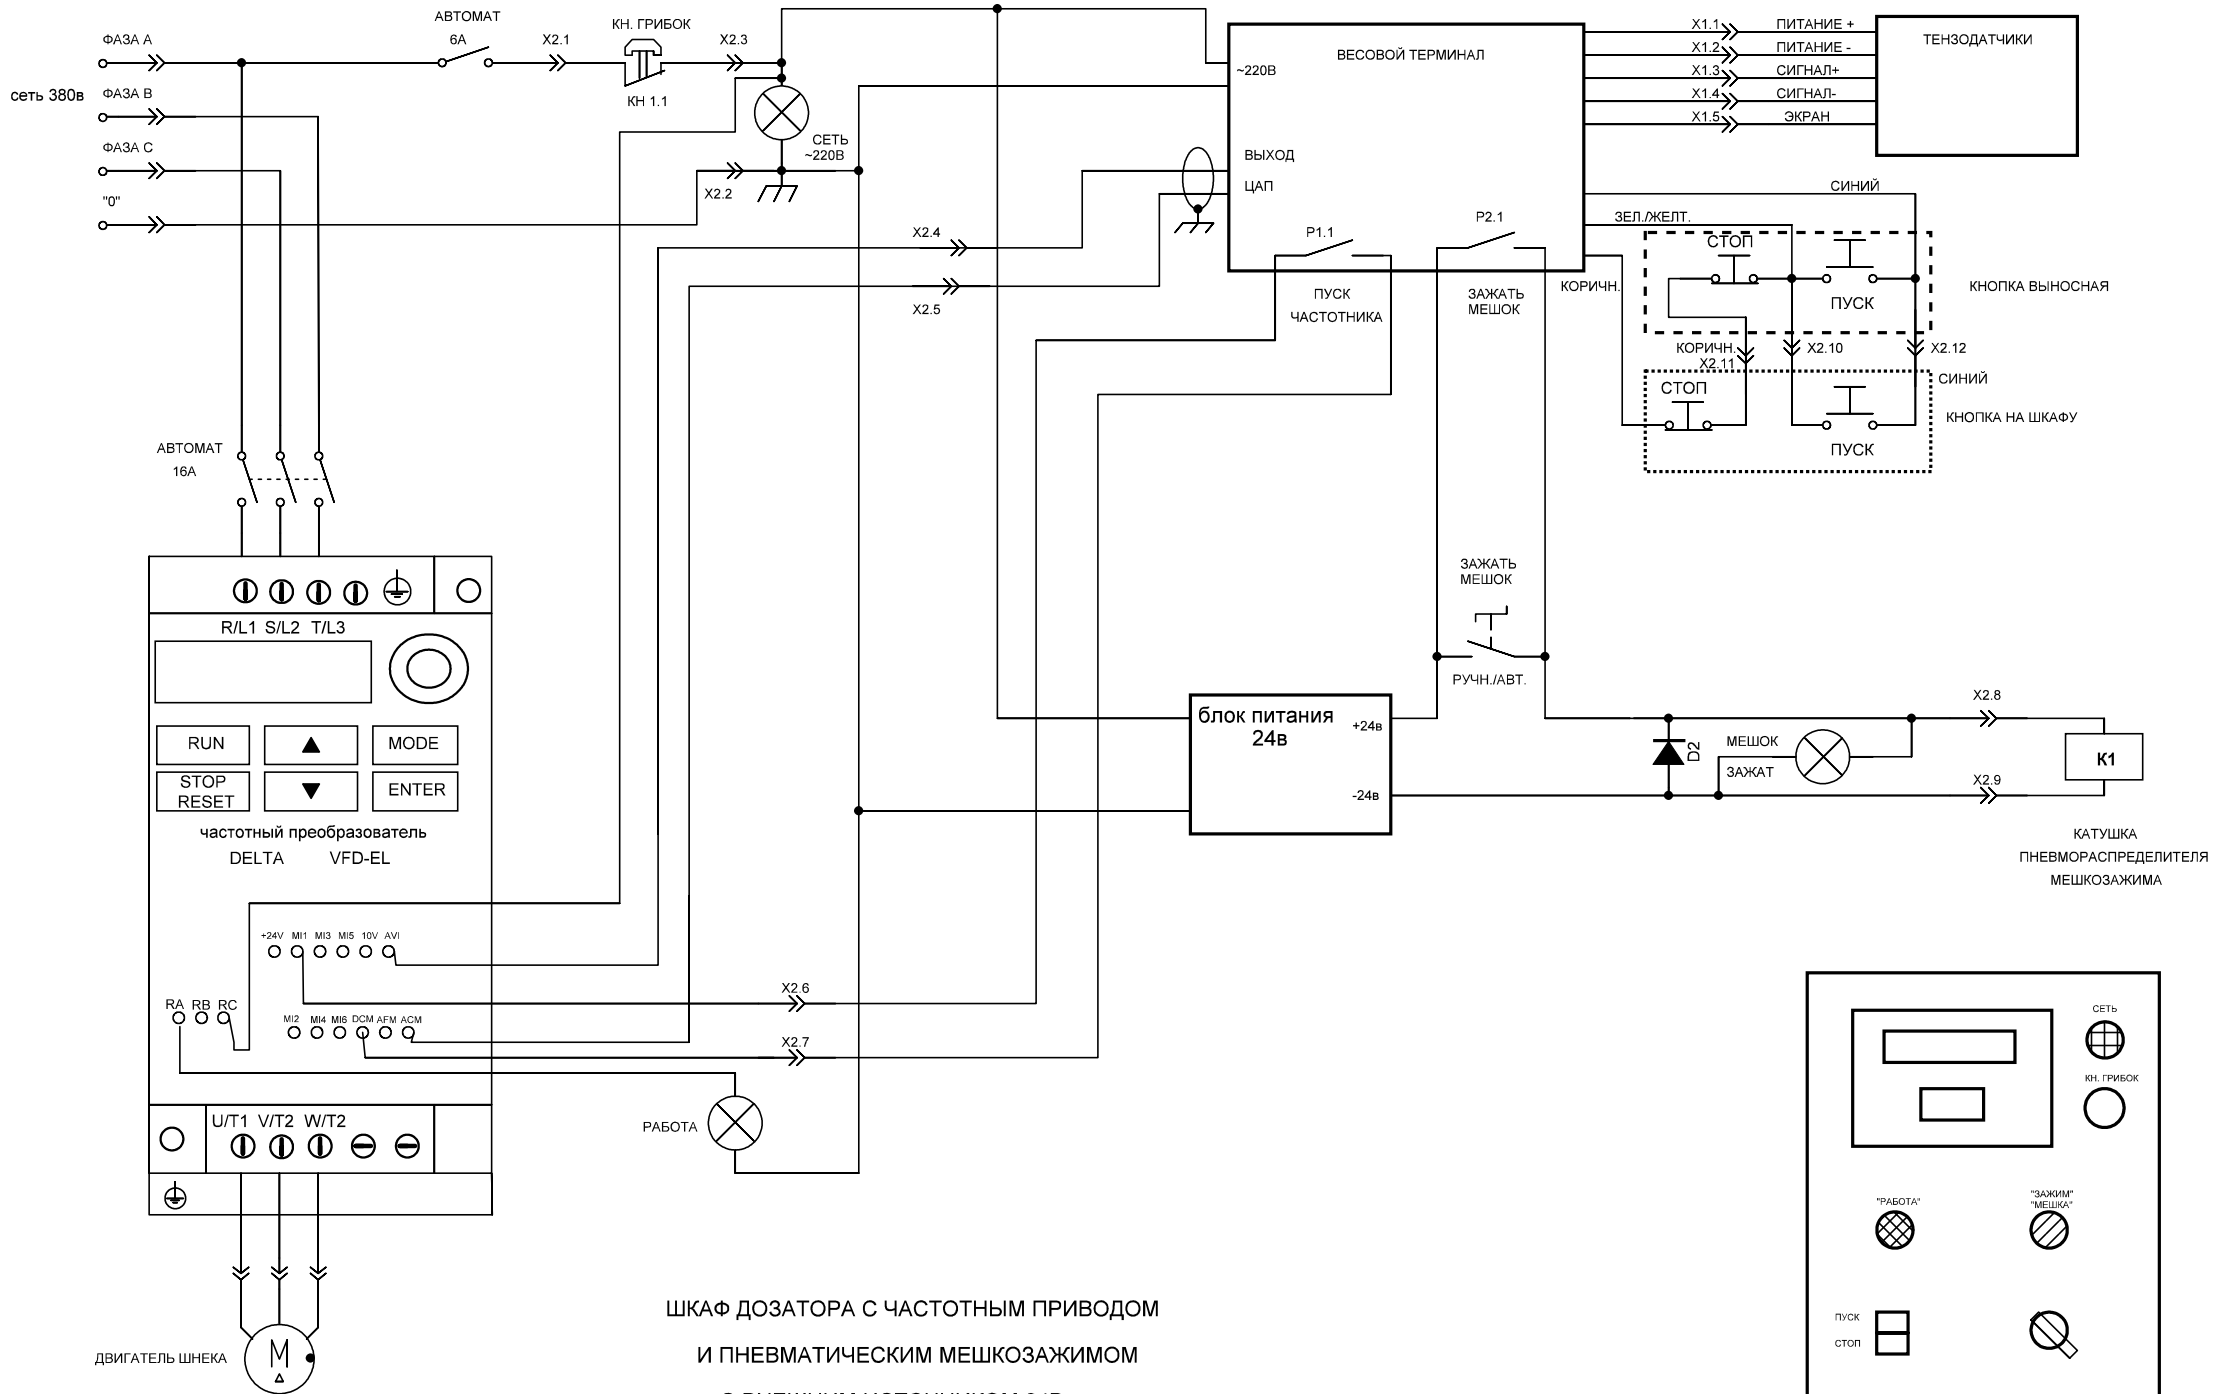 АВТОМАТ
6А
ФАЗА А
X2.1
КН. ГРИБОК
X2.3
КН 1.1
сеть 380в
ФАЗА В
ФАЗА С
"0"
СЕТЬ
~220В
X2.2
ВЕСОВОЙ ТЕРМИНАЛ
~220В
ВЫХОД
ЦАП
P1.1
P2.1
X1.1
ПИТАНИЕ +
X1.2
ПИТАНИЕ -
X1.3
СИГНАЛ+
X1.4
СИГНАЛ-
X1.5
ЭКРАН
ТЕНЗОДАТЧИКИ
СИНИЙ
ЗЕЛ./ЖЕЛТ.
СТОП
ПУСК
КОРИЧН.
КНОПКА ВЫНОСНАЯ
КОРИЧН.
X2.11
X2.10
X2.12
СИНИЙ
СТОП
ПУСК
КНОПКА НА ШКАФУ
X2.4
X2.5
ПУСК
ЧАСТОТНИКА
ЗАЖАТЬ
МЕШОК
АВТОМАТ
16А
ЗАЖАТЬ
МЕШОК
РУЧН./АВТ.
блок питания
24в
+24в
-24в
D2
МЕШОК
ЗАЖАТ
X2.8
X2.9
К1
КАТУШКА
ПНЕВМОРАСПРЕДЕЛИТЕЛЯ
МЕШКОЗАЖИМА
R/L1 S/L2 T/L3
RUN
MODE
STOP
RESET
ENTER
частотный преобразователь
DELTA VFD-EL
+24V MI1 MI3 MI5 10V AVI
RA RB RC
MI2 MI4 MI6 DCM AFM ACM
X2.6
X2.7
РАБОТА
U/T1 V/T2 W/T2
M
Δ
ДВИГАТЕЛЬ ШНЕКА
СЕТЬ
КН. ГРИБОК
"РАБОТА"
"ЗАЖИМ"
"МЕШКА"
ПУСК
СТОП
ШКАФ ДОЗАТОРА С ЧАСТОТНЫМ ПРИВОДОМ
И ПНЕВМАТИЧЕСКИМ МЕШКОЗАЖИМОМ